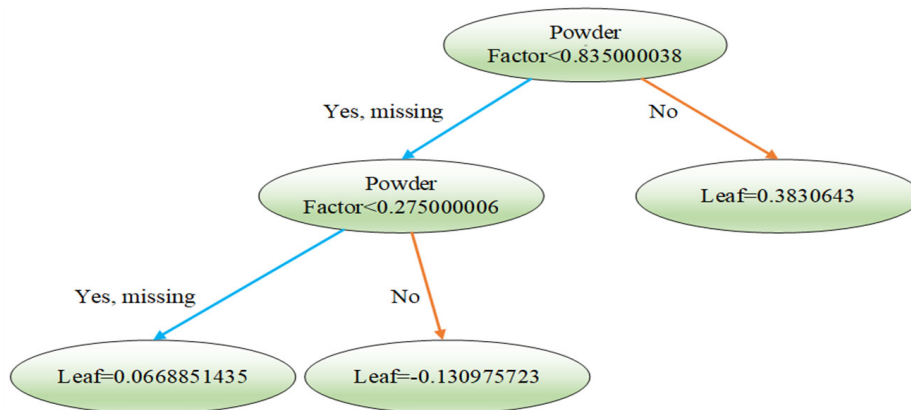 Powder
Factor<0.835000038
Yes, missing
No
Powder
Factor<0.275000006
Leaf=0.3830643
Yes, missing
No
Leaf=0.0668851435
Leaf=-0.130975723